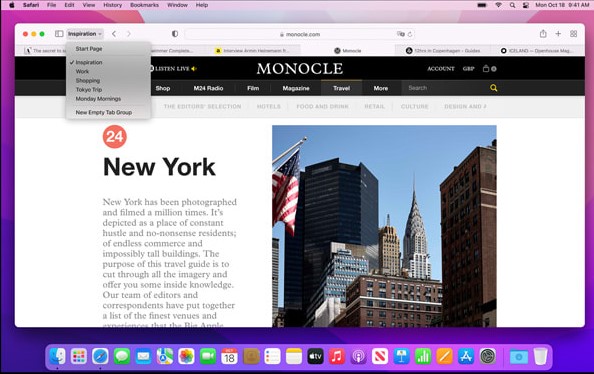 Safari File Edit View History Bookmarks Window Help
Mon Oct 18 9:41 AM
Inspiration
monocle.com
Start Page
Inspiration
Work
Shopping
Tokyo Trip
Monday Mornings
New Empty Tab Group
The secret to
Summer Complete...
Interview Armin Heinemann
Monocle
12hrs in Copenhagen – Guides
ICELAND — Openhouse Mag...
LISTEN LIVE
MONOCLE
ACCOUNT GBP 0
Shop M24 Radio Film Magazine Travel More Search
THE EDITORS' SELECTION HOTELS FOOD AND DRINK RETAIL CULTURE DESIGN AND
24
New York
New York has been photographed
and filmed a million times. It's
depicted as a place of constant
hustle and no-nonsense residents;
of endless commerce and
impossibly tall buildings. The
purpose of this travel guide is to
cut through all the imagery and
offer you some inside knowledge.
Our team of editors and
correspondents have put together
a list of the finest venues and
experiences that the Big Apple
18
tv